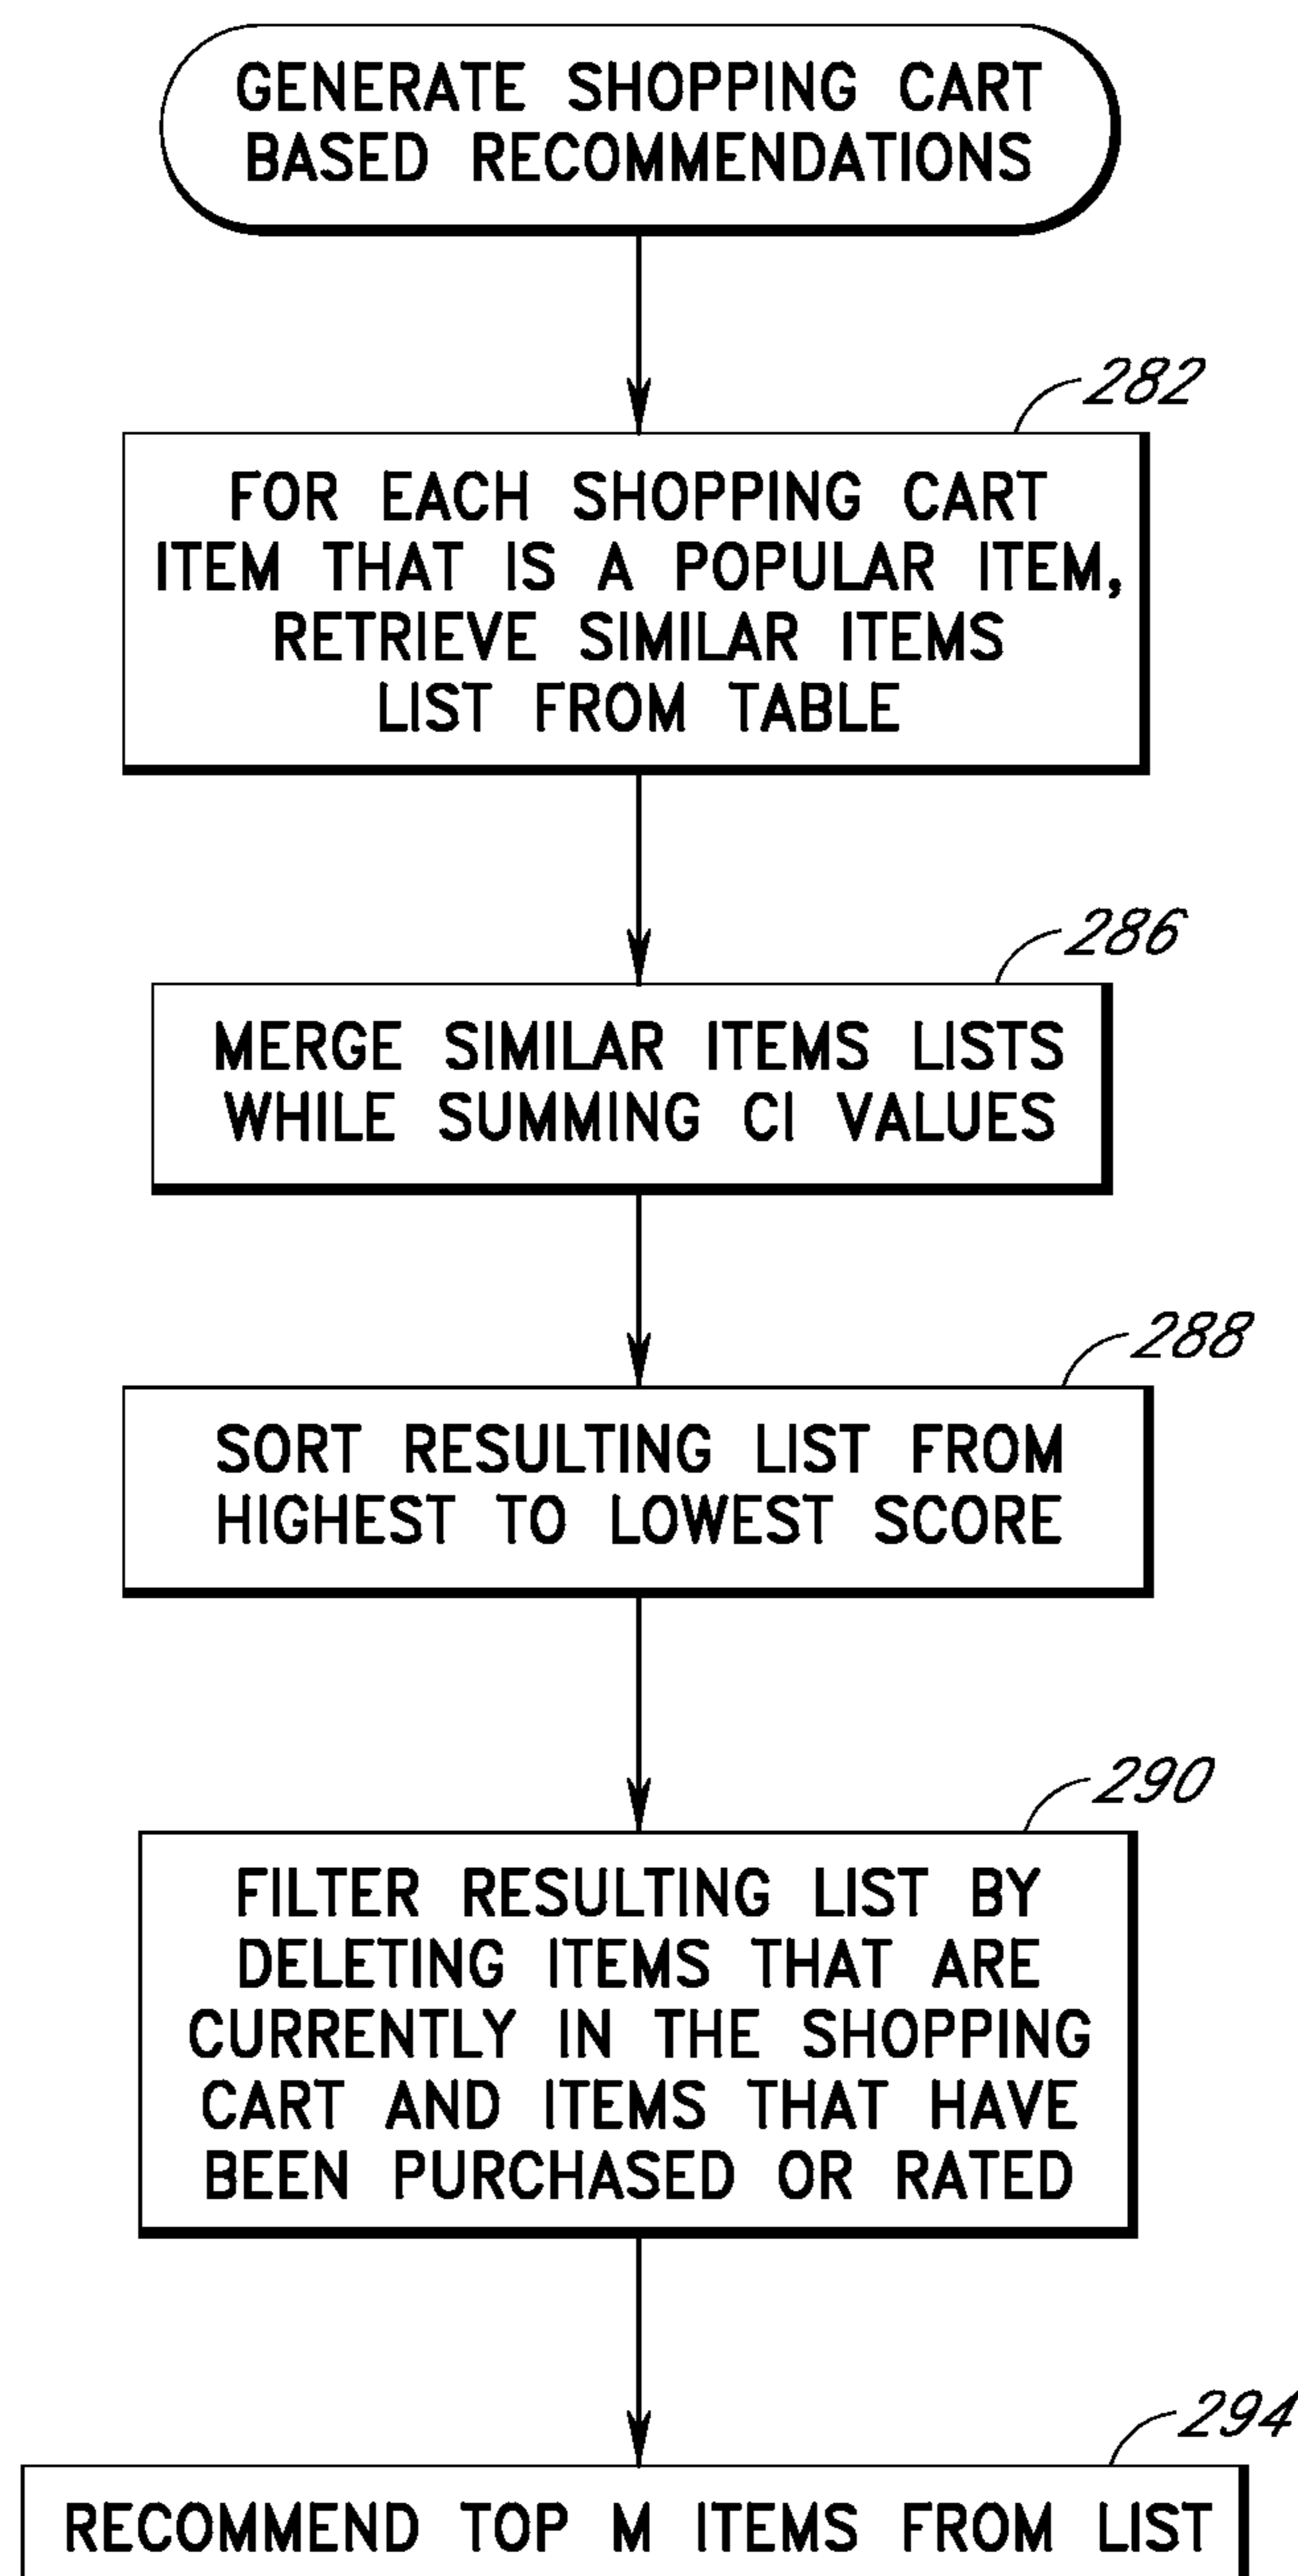 GENERATE SHOPPING CART
BASED RECOMMENDATIONS
282
FOR EACH SHOPPING CART
ITEM THAT IS A POPULAR ITEM,
RETRIEVE SIMILAR ITEMS
LIST FROM TABLE
286
MERGE SIMILAR ITEMS LISTS
WHILE SUMMING CI VALUES
288
SORT RESULTING LIST FROM
HIGHEST TO LOWEST SCORE
290
FILTER RESULTING LIST BY
DELETING ITEMS THAT ARE
CURRENTLY IN THE SHOPPING
CART AND ITEMS THAT HAVE
BEEN PURCHASED OR RATED
294
RECOMMEND TOP M ITEMS FROM LIST